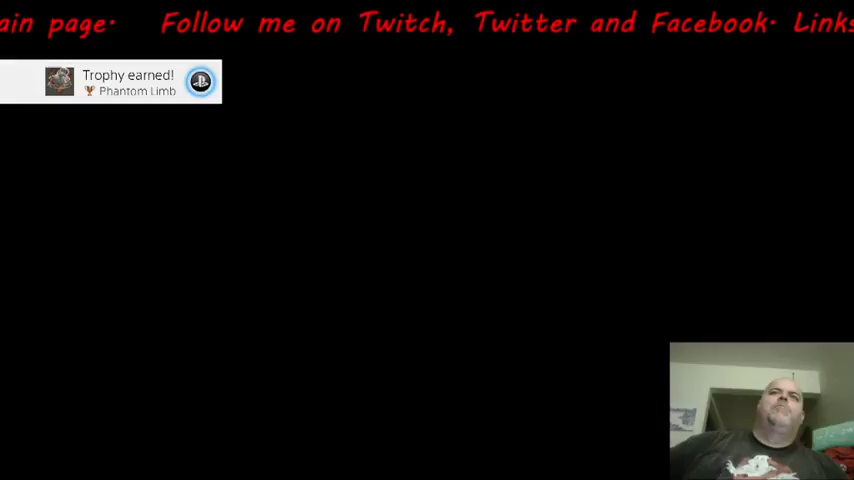 ain page. Follow me on Twitch, Twitter and Facebook. Links
Trophy earned!
Phantom Limb